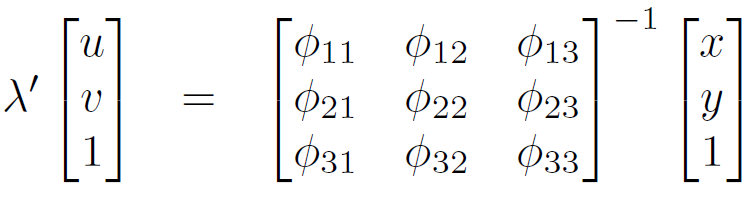 λ′ [u v 1] = [ϕ11 ϕ12 ϕ13
ϕ21 ϕ22 ϕ23
ϕ31 ϕ32 ϕ33]−1 [x y 1]